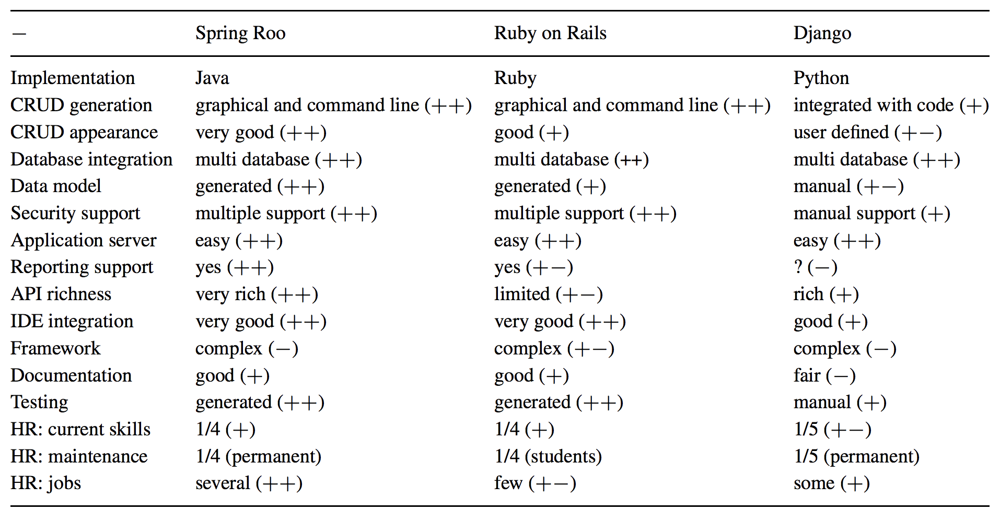 − Spring Roo Ruby on Rails Django
Implementation Java Ruby Python
CRUD generation graphical and command line (++) graphical and command line (++) integrated with code (+)
CRUD appearance very good (++) good (+) user defined (+−)
Database integration multi database (++) multi database (++) multi database (++)
Data model generated (++) generated (+) manual (+−)
Security support multiple support (++) multiple support (++) manual support (+)
Application server easy (++) easy (++) easy (++)
Reporting support yes (++) yes (+−) ? (−)
API richness very rich (++) limited (+−) rich (+)
IDE integration very good (++) very good (++) good (+)
Framework complex (−) complex (+−) complex (−)
Documentation good (+) good (+) fair (−)
Testing generated (++) generated (++) manual (+)
HR: current skills 1/4 (+) 1/4 (+) 1/5 (+−)
HR: maintenance 1/4 (permanent) 1/4 (students) 1/5 (permanent)
HR: jobs several (++) few (+−) some (+)